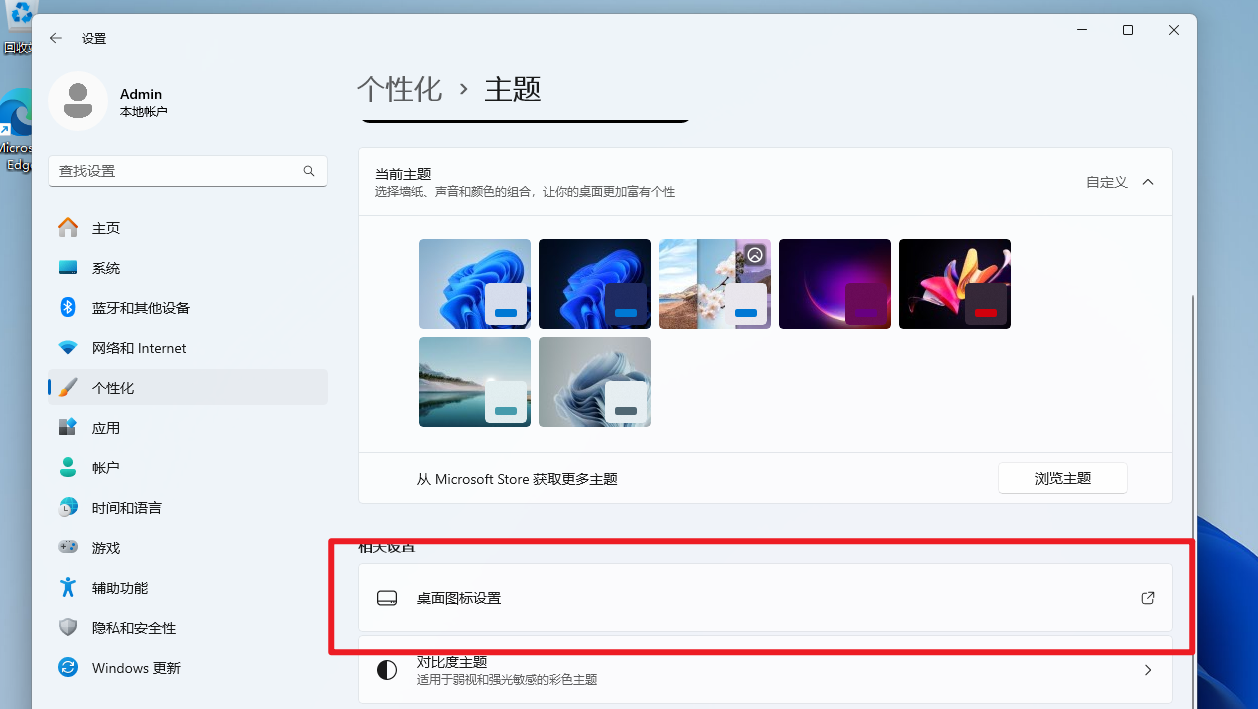 回收
Micros
Edge
设置
Admin
本地帐户
查找设置
主页
系统
蓝牙和其他设备
网络和 Internet
个性化
应用
帐户
时间和语言
游戏
辅助功能
隐私和安全性
Windows 更新
个性化 › 主题
当前主题
选择墙纸、声音和颜色的组合，让你的桌面更加富有个性
自定义
从 Microsoft Store 获取更多主题
浏览主题
相关设置
桌面图标设置
对比度主题
适用于弱视和强光敏感的彩色主题